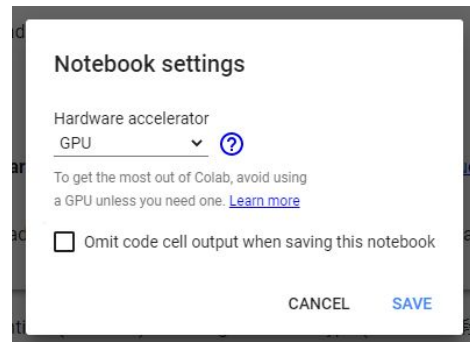 Notebook settings
Hardware accelerator
GPU
To get the most out of Colab, avoid using
a GPU unless you need one. Learn more
Omit code cell output when saving this notebook
CANCEL SAVE